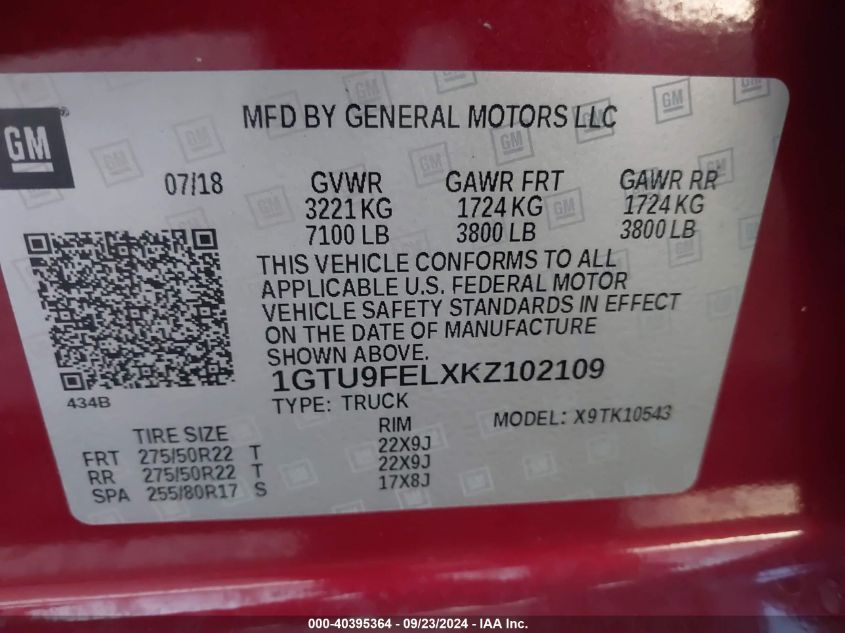 GM
MFD BY GENERAL MOTORS LLC
07/18 GVWR GAWR FRT GAWR RR
3221 KG 1724 KG 1724 KG
7100 LB 3800 LB 3800 LB
THIS VEHICLE CONFORMS TO ALL
APPLICABLE U.S. FEDERAL MOTOR
VEHICLE SAFETY STANDARDS IN EFFECT
ON THE DATE OF MANUFACTURE
SHOWN ABOVE.
1GTU9FELXKZ102109
434B
TYPE: TRUCK MODEL: X9TK10543
TIRE SIZE RIM
FRT 275/50R22 T 22X9J
RR 275/50R22 T 22X9J
SPA 255/80R17 S 17X8J
000-40395364 - 09/23/2024 - IAA Inc.